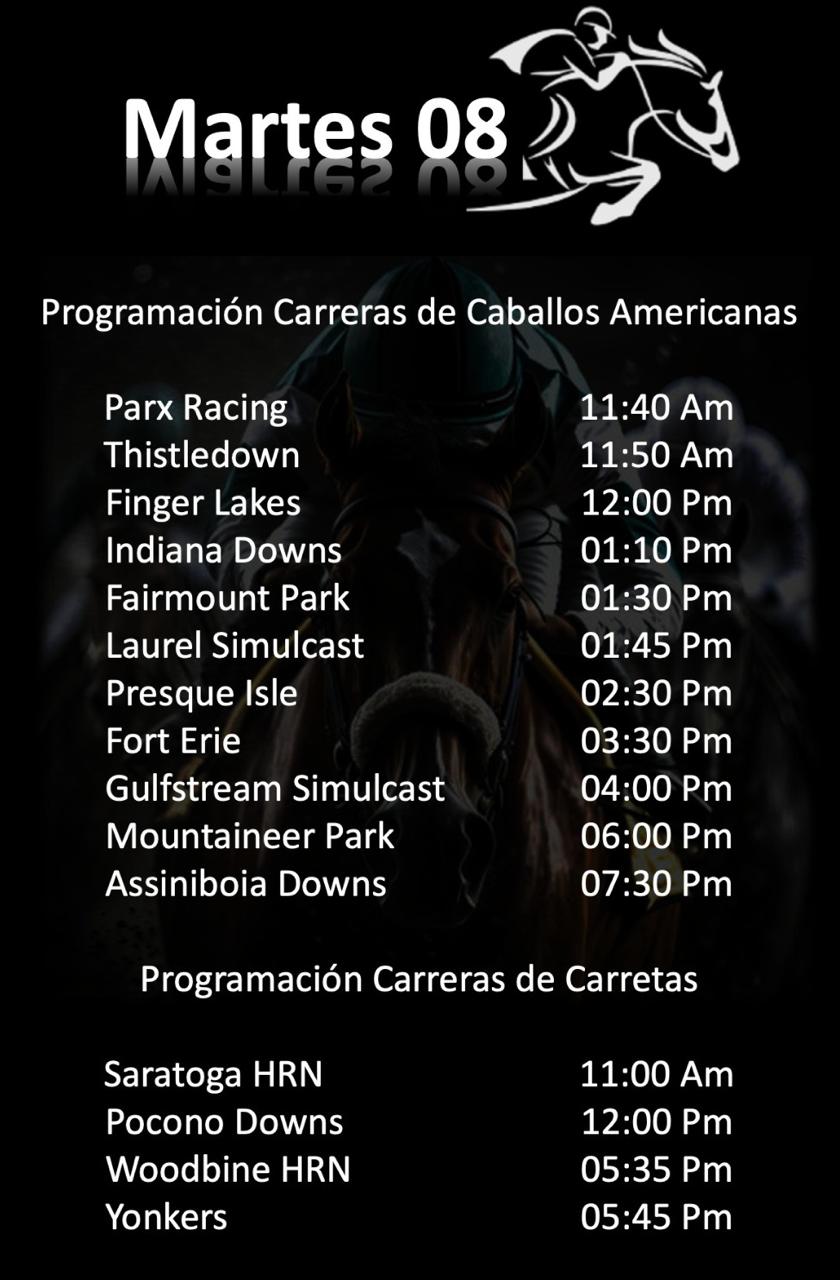 Martes 08
Programación Carreras de Caballos Americanas
Parx Racing 11:40 Am
Thistledown 11:50 Am
Finger Lakes 12:00 Pm
Indiana Downs 01:10 Pm
Fairmount Park 01:30 Pm
Laurel Simulcast 01:45 Pm
Presque Isle 02:30 Pm
Fort Erie 03:30 Pm
Gulfstream Simulcast 04:00 Pm
Mountaineer Park 06:00 Pm
Assiniboia Downs 07:30 Pm
Programación Carreras de Carretas
Saratoga HRN 11:00 Am
Pocono Downs 12:00 Pm
Woodbine HRN 05:35 Pm
Yonkers 05:45 Pm